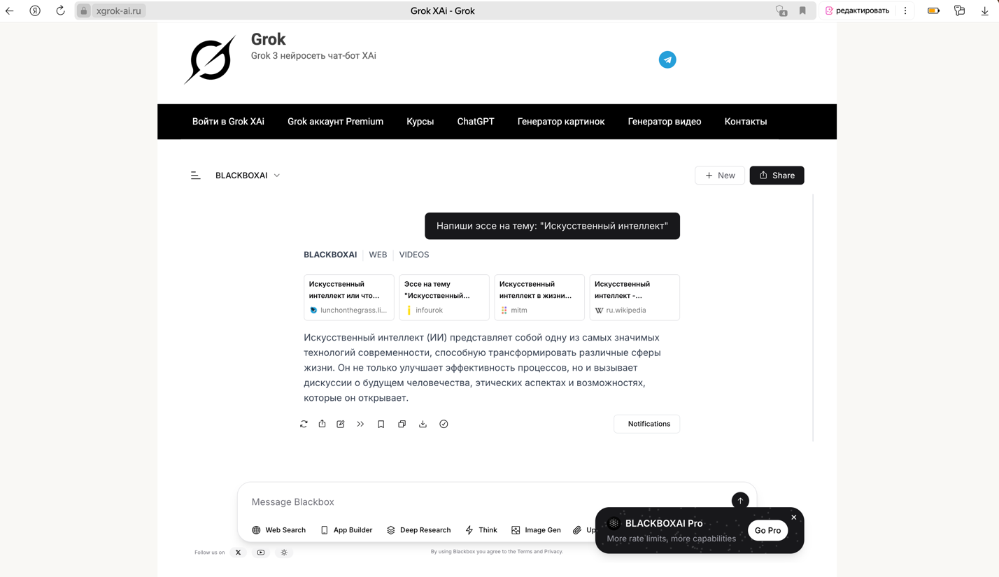 xgrok-ai.ru
Grok XAi - Grok
4
редактировать
Grok
Grok 3 нейросеть чат-бот XAi
Войти в Grok XAi
Grok аккаунт Premium
Курсы
ChatGPT
Генератор картинок
Генератор видео
Контакты
BLACKBOXAI
New
Share
Напиши эссе на тему: "Искусственный интеллект"
BLACKBOXAI
WEB
VIDEOS
Искусственный
интеллект или что...
lunchonthegrass.li...
Эссе на тему
"Искусственный...
infourok
Искусственный
интеллект в жизни...
mitm
Искусственный
интеллект -...
ru.wikipedia
Искусственный интеллект (ИИ) представляет собой одну из самых значимых
технологий современности, способную трансформировать различные сферы
жизни. Он не только улучшает эффективность процессов, но и вызывает
дискуссии о будущем человечества, этических аспектах и возможностях,
которые он открывает.
Notifications
Message Blackbox
Web Search
App Builder
Deep Research
Think
Image Gen
Up
BLACKBOXAI Pro
More rate limits, more capabilities
Go Pro
Follow us on
By using Blackbox you agree to the Terms and Privacy.